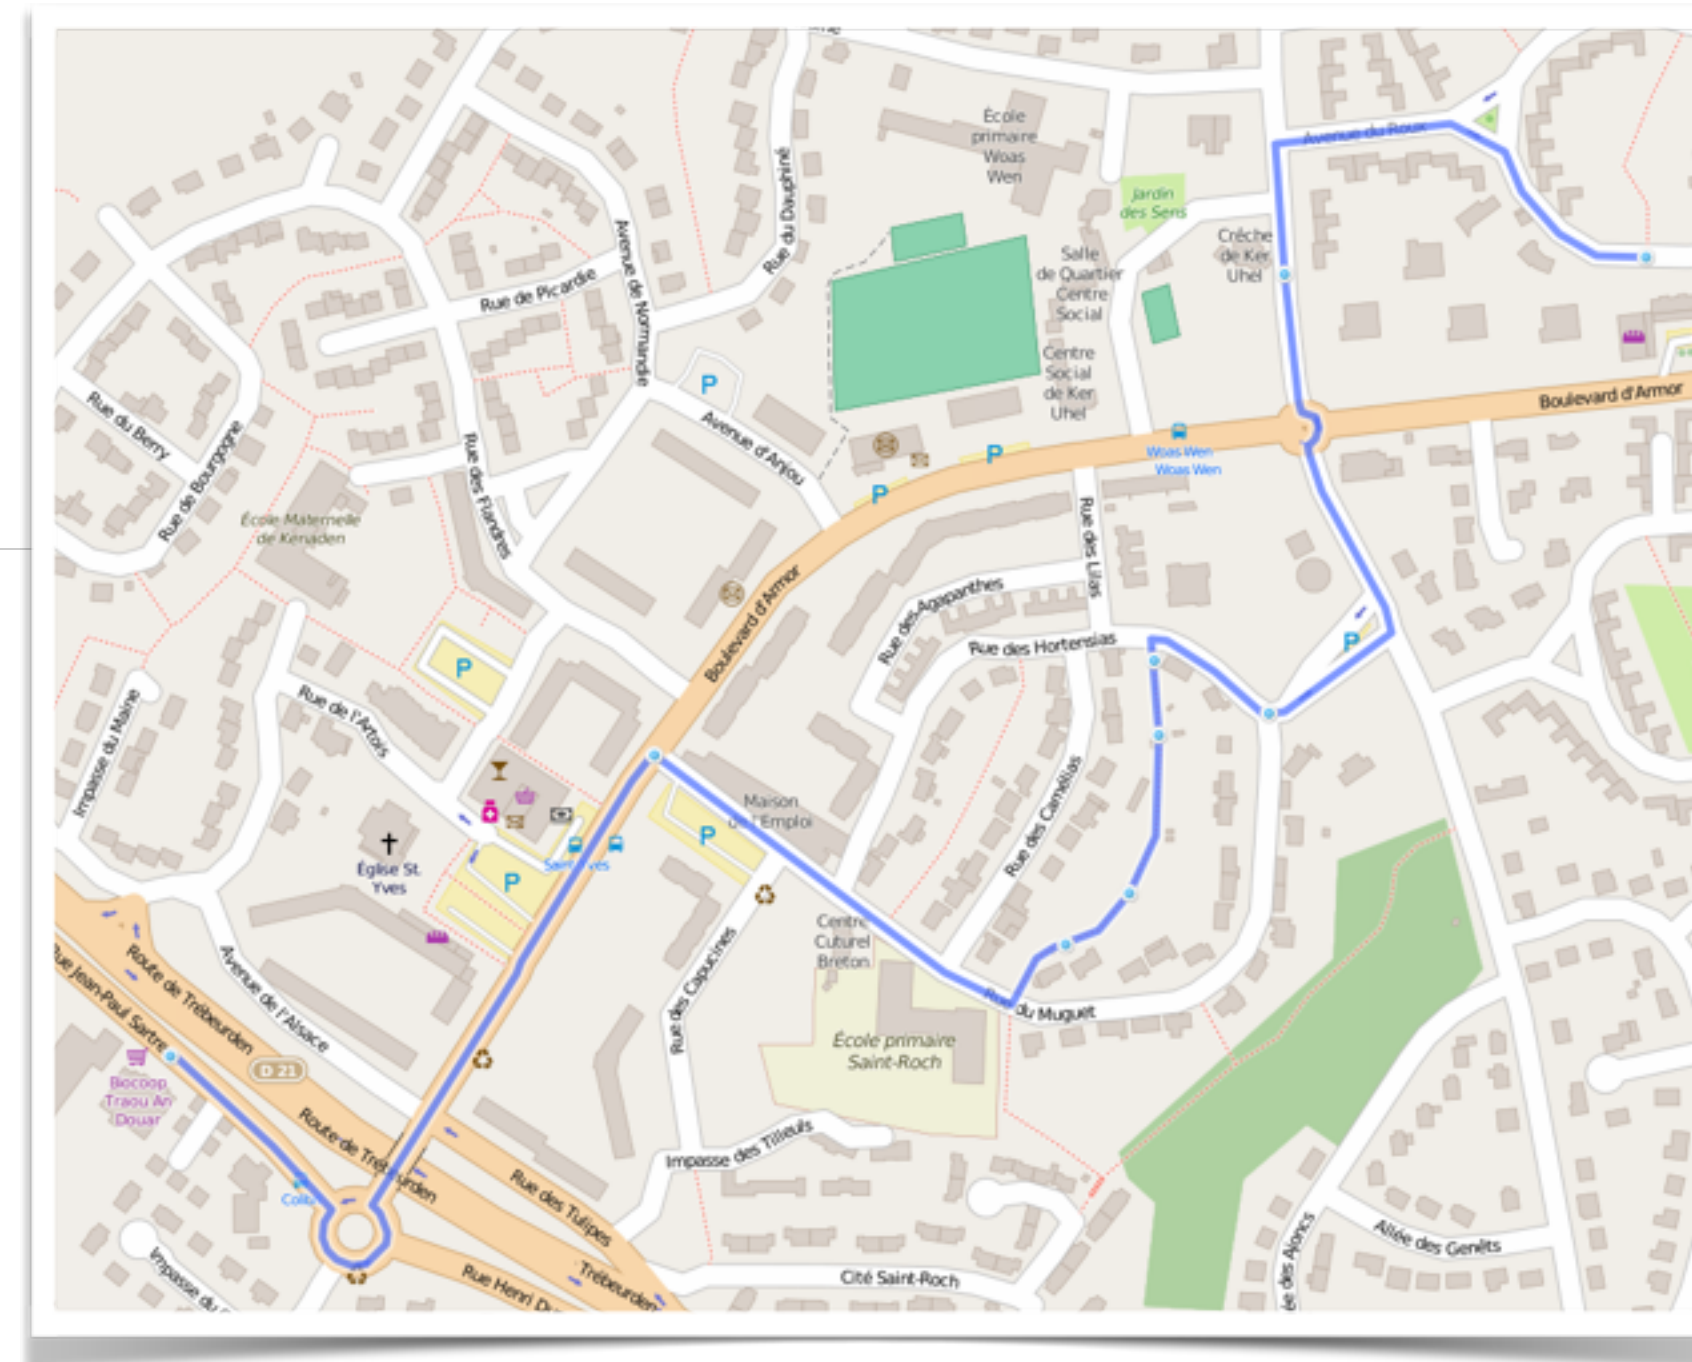 École
primaire
Woas
Wen
Avenue du Roux
Jardin
des Sens
Rue du Dauphiné
Avenue de Normandie
Rue de Picardie
Crèche
de Ker
Uhel
Salle
de Quartier
Centre
Social
Centre
Social
de Ker
Uhel
P
Boulevard d'Armor
Rue du Berry
Rue de Bourgogne
Avenue d'Anjou
P
P
Woas Wen
Woas Wen
Rue des Flandres
École Maternelle
de Kenaden
Rue des Lilas
Boulevard d'Armor
Rue des Agapanthes
Rue des Hortensias
P
P
Rue de l'Artois
Impasse du Maine
Maison
de l'Emploi
P
Rue des Camélias
Saint-Yves
Église St.
Yves
P
Centre
Cuturel
Breton
Rue des Capucines
Rue du Muguet
Route de Trébeurden
Rue Jean-Paul Sartre
Avenue de l'Alsace
École primaire
Saint-Roch
D 21
Biocoop
Traou An
Douar
Route de Trébeurden
Impasse des Tilleuls
Rue des Tulipes
Allée des Genêts
Cité Saint-Roch
Rue Henri
Trébeurden
Impasse du
des Ajoncs